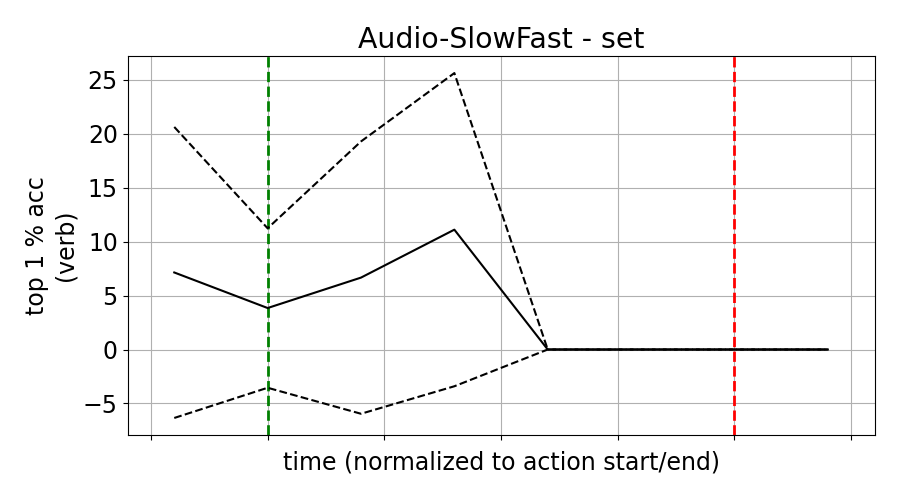 Audio-SlowFast - set
top 1 % acc
(verb)
25
20
15
10
5
0
−5
time (normalized to action start/end)